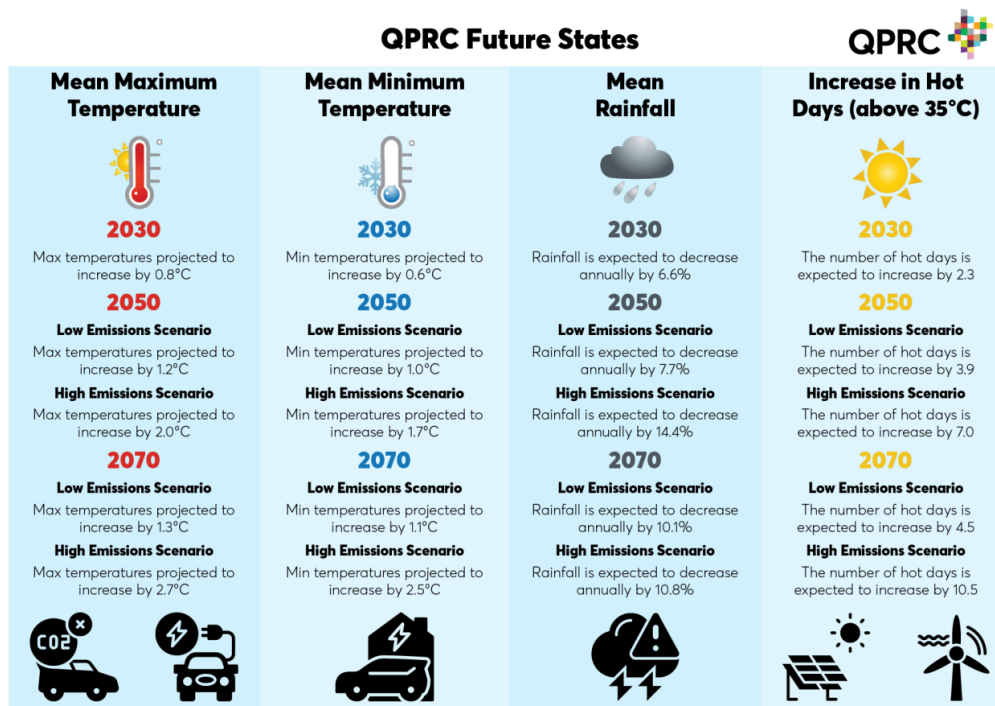 QPRC Future States
QPRC
Mean Maximum
Temperature
2030
Max temperatures projected to
increase by 0.8°C
2050
Low Emissions Scenario
Max temperatures projected to
increase by 1.2°C
High Emissions Scenario
Max temperatures projected to
increase by 2.0°C
2070
Low Emissions Scenario
Max temperatures projected to
increase by 1.3°C
High Emissions Scenario
Max temperatures projected to
increase by 2.7°C
CO2
Mean Minimum
Temperature
2030
Min temperatures projected to
increase by 0.6°C
2050
Low Emissions Scenario
Min temperatures projected to
increase by 1.0°C
High Emissions Scenario
Min temperatures projected to
increase by 1.7°C
2070
Low Emissions Scenario
Min temperatures projected to
increase by 1.1°C
High Emissions Scenario
Min temperatures projected to
increase by 2.5°C
Mean
Rainfall
2030
Rainfall is expected to decrease
annually by 6.6%
2050
Low Emissions Scenario
Rainfall is expected to decrease
annually by 7.7%
High Emissions Scenario
Rainfall is expected to decrease
annually by 14.4%
2070
Low Emissions Scenario
Rainfall is expected to decrease
annually by 10.1%
High Emissions Scenario
Rainfall is expected to decrease
annually by 10.8%
Increase in Hot
Days (above 35°C)
2030
The number of hot days is
expected to increase by 2.3
2050
Low Emissions Scenario
The number of hot days is
expected to increase by 3.9
High Emissions Scenario
The number of hot days is
expected to increase by 7.0
2070
Low Emissions Scenario
The number of hot days is
expected to increase by 4.5
High Emissions Scenario
The number of hot days is
expected to increase by 10.5